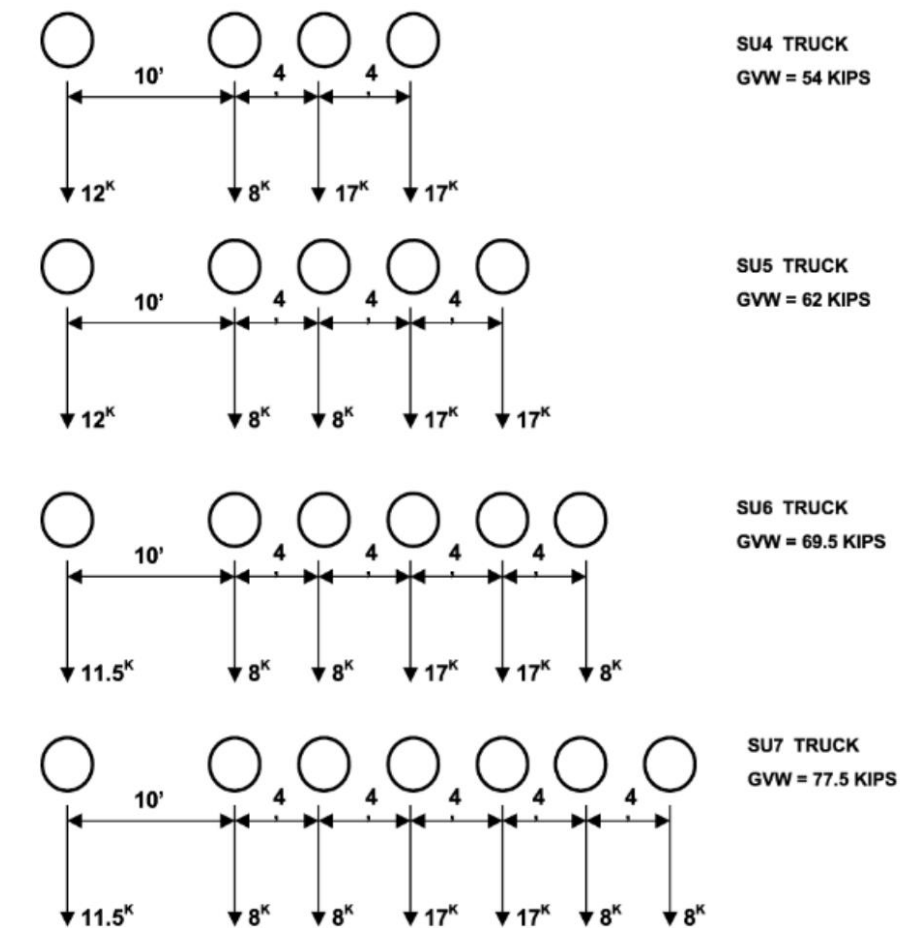 SU4 TRUCK
GVW = 54 KIPS
10' 4' 4'
12K 8K 17K 17K
SU5 TRUCK
GVW = 62 KIPS
10' 4' 4' 4'
12K 8K 8K 17K 17K
SU6 TRUCK
GVW = 69.5 KIPS
10' 4' 4' 4' 4'
11.5K 8K 8K 17K 17K 8K
SU7 TRUCK
GVW = 77.5 KIPS
10' 4' 4' 4' 4' 4'
11.5K 8K 8K 17K 17K 8K 8K